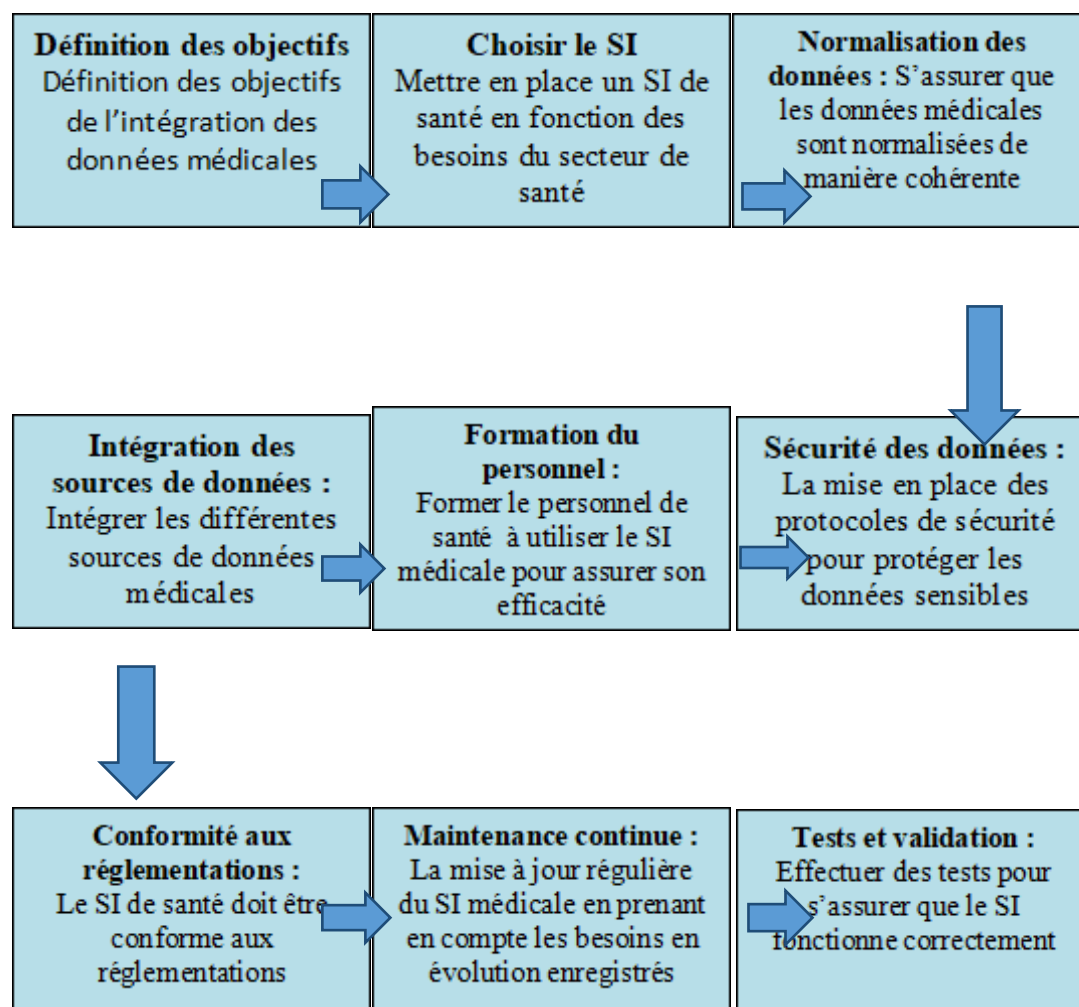 Définition des objectifs
Définition des objectifs
de l'intégration des
données médicales
Choisir le SI
Mettre en place un SI de
santé en fonction des
besoins du secteur de
santé
Normalisation des
données : S'assurer que
les données médicales
sont normalisées de
manière cohérente
Intégration des
sources de données :
Intégrer les différentes
sources de données
médicales
Formation du
personnel :
Former le personnel de
santé à utiliser le SI
médicale pour assurer son
efficacité
Sécurité des données :
La mise en place des
protocoles de sécurité
pour protéger les
données sensibles
Conformité aux
réglementations :
Le SI de santé doit être
conforme aux
réglementations
Maintenance continue :
La mise à jour régulière
du SI médicale en prenant
en compte les besoins en
évolution enregistrés
Tests et validation :
Effectuer des tests pour
s'assurer que le SI
fonctionne correctement